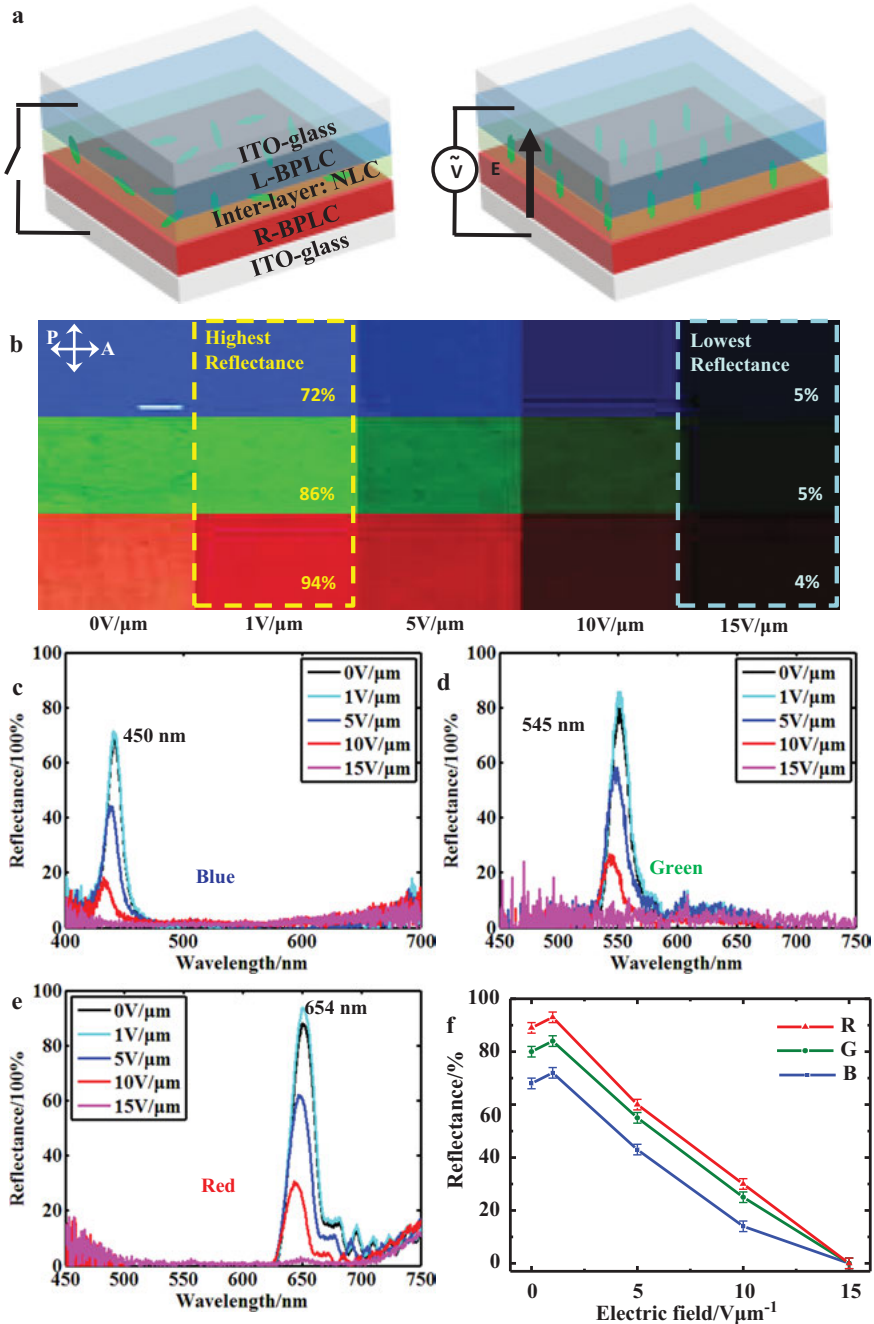 a
ITO-glass
L-BPLC
Inter-layer: NLC
R-BPLC
ITO-glass
Ṽ
E
b
P
A
Highest
Reflectance
Lowest
Reflectance
72%
5%
86%
5%
94%
4%
0V/µm
1V/µm
5V/µm
10V/µm
15V/µm
c
Reflectance/100%
100
80
60
40
20
0
400
500
600
700
Wavelength/nm
450 nm
Blue
0V/µm
1V/µm
5V/µm
10V/µm
15V/µm
d
Reflectance/100%
100
80
60
40
20
0
450
500
550
600
650
700
750
Wavelength/nm
545 nm
Green
0V/µm
1V/µm
5V/µm
10V/µm
15V/µm
e
Reflectance/100%
100
80
60
40
20
0
450
500
550
600
650
700
750
Wavelength/nm
654 nm
Red
0V/µm
1V/µm
5V/µm
10V/µm
15V/µm
f
Reflectance/%
100
80
60
40
20
0
0
5
10
15
Electric field/Vµm⁻¹
R
G
B